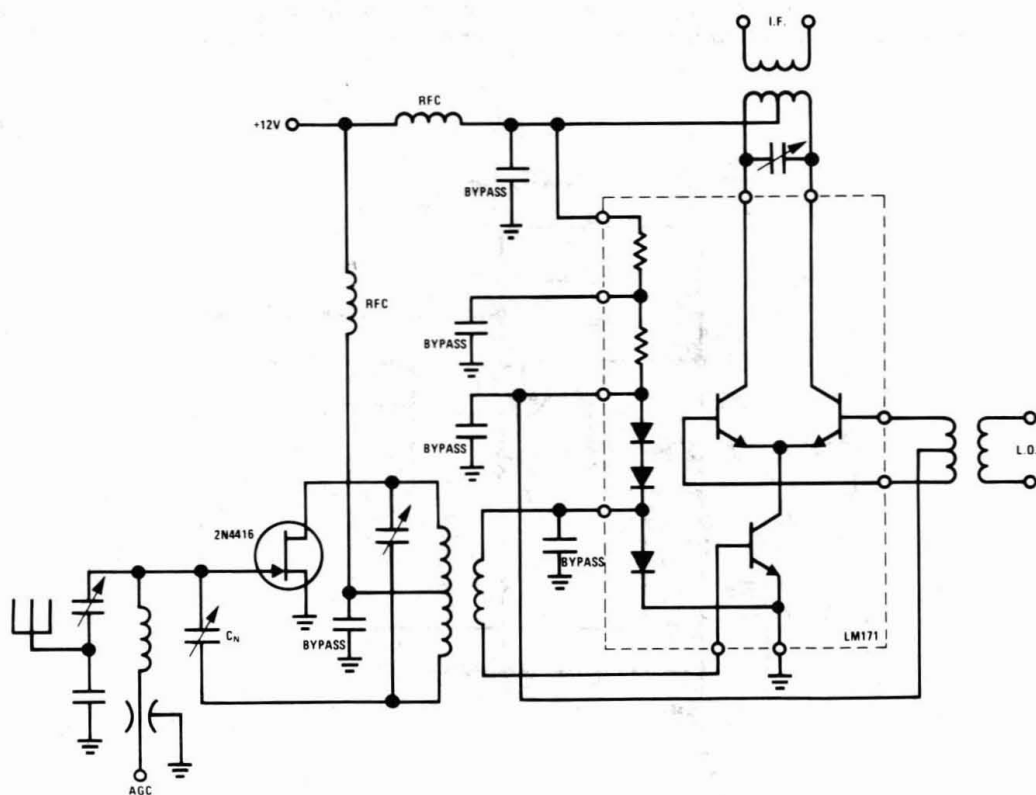 I.F.
RFC
+12V
BYPASS
RFC
BYPASS
BYPASS
L.O.
2N4416
BYPASS
C_N
BYPASS
LM171
AGC